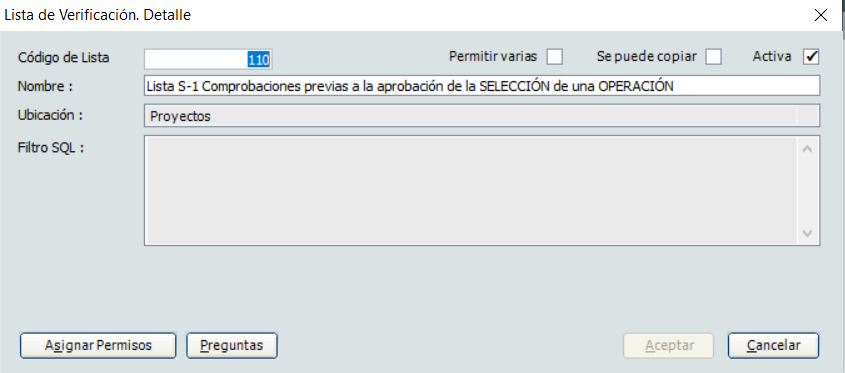 Lista de Verificación. Detalle
Código de Lista 110 Permitir varias Se puede copiar Activa
Nombre : Lista S-1 Comprobaciones previas a la aprobación de la SELECCIÓN de una OPERACIÓN
Ubicación : Proyectos
Filtro SQL :
Asignar Permisos Preguntas Aceptar Cancelar